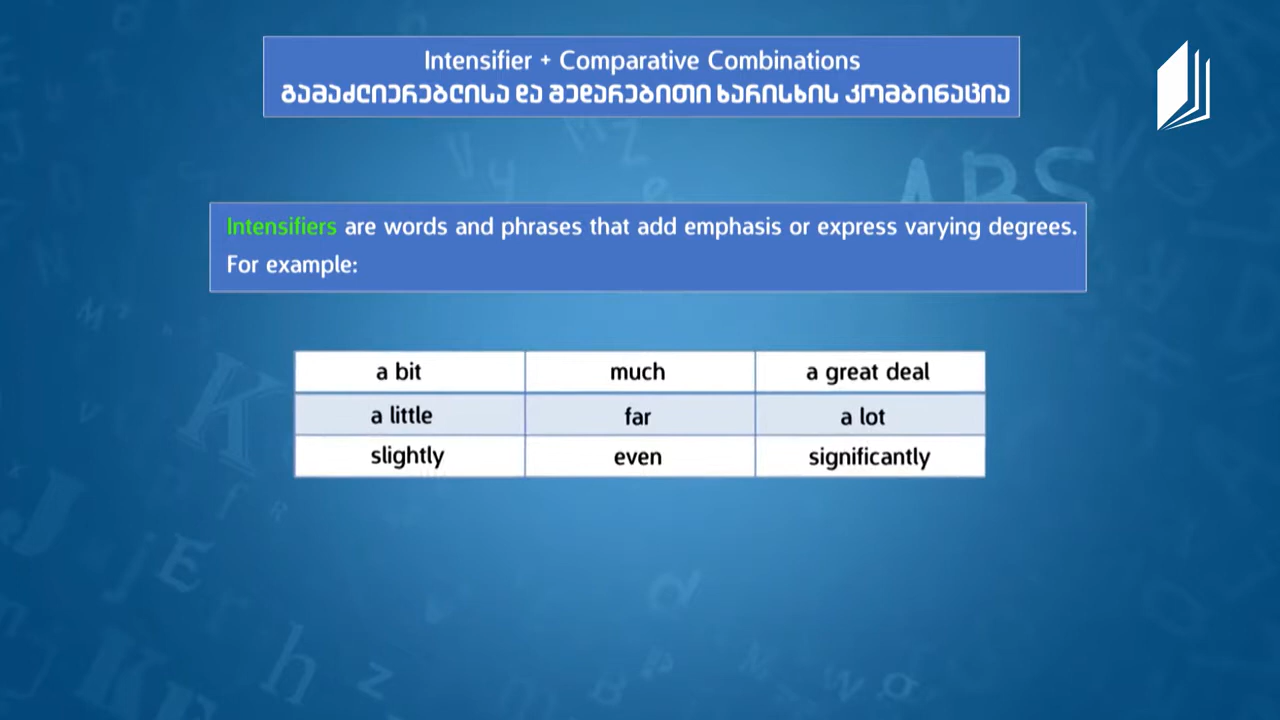 Intensifier + Comparative Combinations
გამაძლიერებლისა და შედარებითი ხარისხის კომბინაცია
ABS
Intensifiers are words and phrases that add emphasis or express varying degrees.
For example:
a bit much a great deal
a little far a lot
slightly even significantly